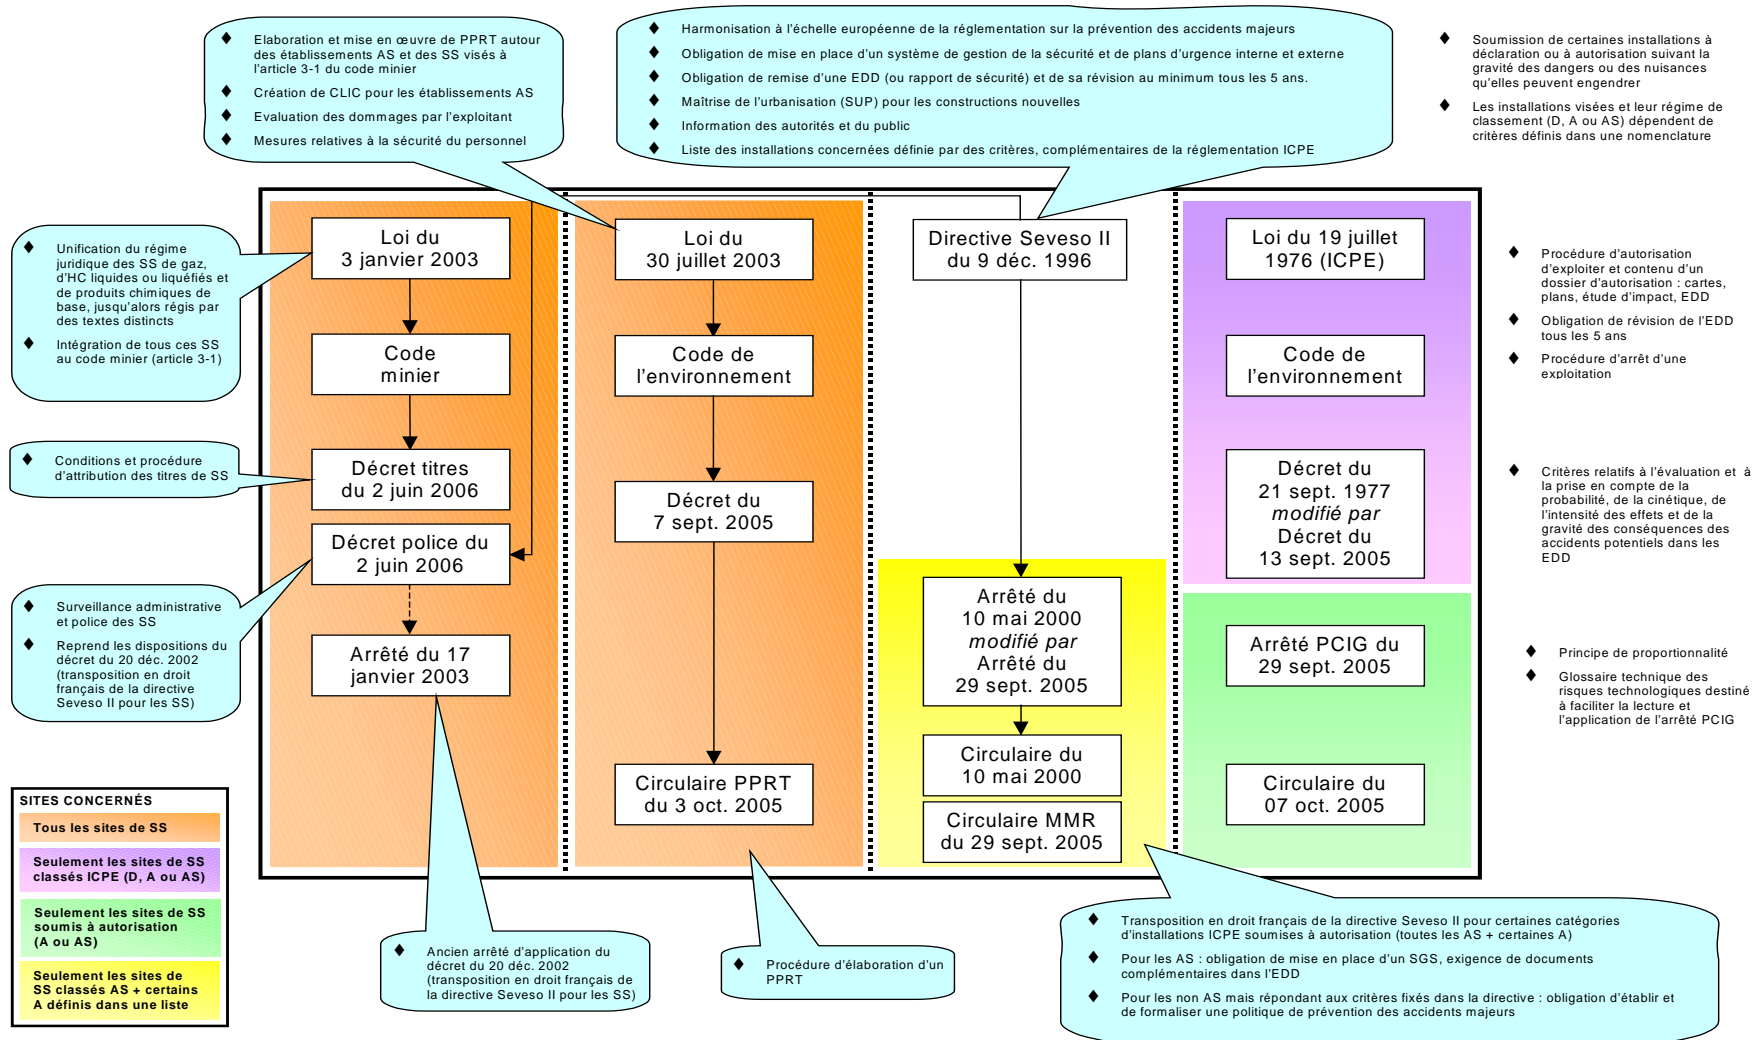 ♦ Elaboration et mise en œuvre de PPRT autour
des établissements AS et des SS visés à
l'article 3-1 du code minier
♦ Création de CLIC pour les établissements AS
♦ Evaluation des dommages par l'exploitant
♦ Mesures relatives à la sécurité du personnel
♦ Harmonisation à l'échelle européenne de la réglementation sur la prévention des accidents majeurs
♦ Obligation de mise en place d'un système de gestion de la sécurité et de plans d'urgence interne et externe
♦ Obligation de remise d'une EDD (ou rapport de sécurité) et de sa révision au minimum tous les 5 ans.
♦ Maîtrise de l'urbanisation (SUP) pour les constructions nouvelles
♦ Information des autorités et du public
♦ Liste des installations concernées définie par des critères, complémentaires de la réglementation ICPE
♦ Soumission de certaines installations à
déclaration ou à autorisation suivant la
gravité des dangers ou des nuisances
qu'elles peuvent engendrer
♦ Les installations visées et leur régime de
classement (D, A ou AS) dépendent de
critères définis dans une nomenclature
♦ Unification du régime
juridique des SS de gaz,
d'HC liquides ou liquéfiés et
de produits chimiques de
base, jusqu'alors régis par
des textes distincts
♦ Intégration de tous ces SS
au code minier (article 3-1)
♦ Conditions et procédure
d'attribution des titres de SS
♦ Surveillance administrative
et police des SS
♦ Reprend les dispositions du
décret du 20 déc. 2002
(transposition en droit
français de la directive
Seveso II pour les SS)
Loi du
3 janvier 2003
Code
minier
Décret titres
du 2 juin 2006
Décret police du
2 juin 2006
Arrêté du 17
janvier 2003
Loi du
30 juillet 2003
Code de
l'environnement
Décret du
7 sept. 2005
Circulaire PPRT
du 3 oct. 2005
Directive Seveso II
du 9 déc. 1996
Arrêté du
10 mai 2000
modifié par
Arrêté du
29 sept. 2005
Circulaire du
10 mai 2000
Circulaire MMR
du 29 sept. 2005
Loi du 19 juillet
1976 (ICPE)
Code de
l'environnement
Décret du
21 sept. 1977
modifié par
Décret du
13 sept. 2005
Arrêté PCIG du
29 sept. 2005
Circulaire du
07 oct. 2005
♦ Procédure d'autorisation
d'exploiter et contenu d'un
dossier d'autorisation : cartes,
plans, étude d'impact, EDD
♦ Obligation de révision de l'EDD
tous les 5 ans
♦ Procédure d'arrêt d'une
exploitation
♦ Critères relatifs à l'évaluation et à
la prise en compte de la
probabilité, de la cinétique, de
l'intensité des effets et de la
gravité des conséquences des
accidents potentiels dans les
EDD
♦ Principe de proportionnalité
♦ Glossaire technique des
risques technologiques destiné
à faciliter la lecture et
l'application de l'arrêté PCIG
SITES CONCERNÉS
Tous les sites de SS
Seulement les sites de SS
classés ICPE (D, A ou AS)
Seulement les sites de SS
soumis à autorisation
(A ou AS)
Seulement les sites de
SS classés AS + certains
A définis dans une liste
♦ Ancien arrêté d'application du
décret du 20 déc. 2002
(transposition en droit français de
la directive Seveso II pour les SS)
♦ Procédure d'élaboration d'un
PPRT
♦ Transposition en droit français de la directive Seveso II pour certaines catégories
d'installations ICPE soumises à autorisation (toutes les AS + certaines A)
♦ Pour les AS : obligation de mise en place d'un SGS, exigence de documents
complémentaires dans l'EDD
♦ Pour les non AS mais répondant aux critères fixés dans la directive : obligation d'établir et
de formaliser une politique de prévention des accidents majeurs